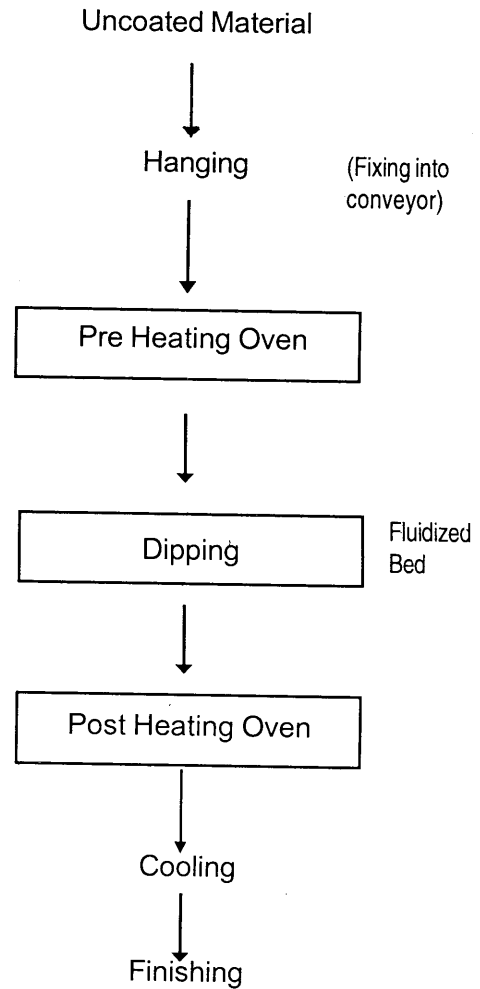 Uncoated Material
Hanging
(Fixing into
conveyor)
Pre Heating Oven
Dipping
Fluidized
Bed
Post Heating Oven
Cooling
Finishing